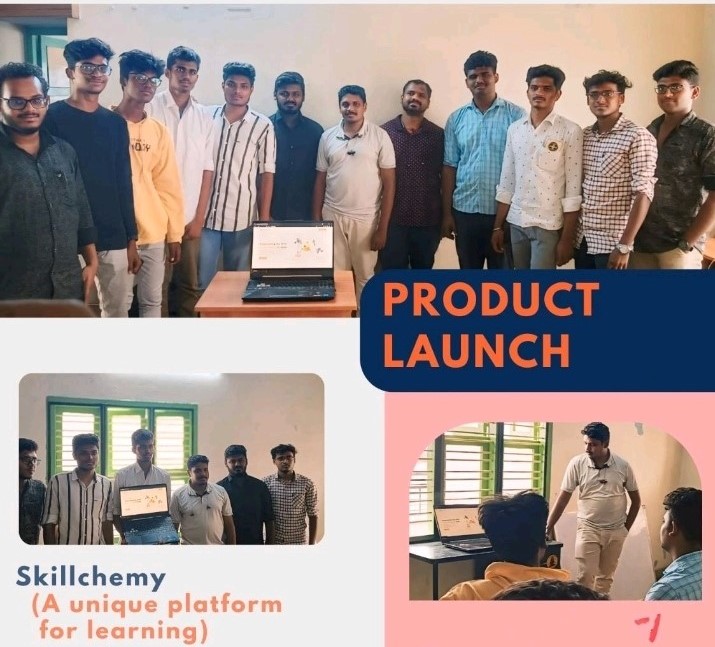 PRODUCT
LAUNCH
Skillchemy
(A unique platform
for learning)